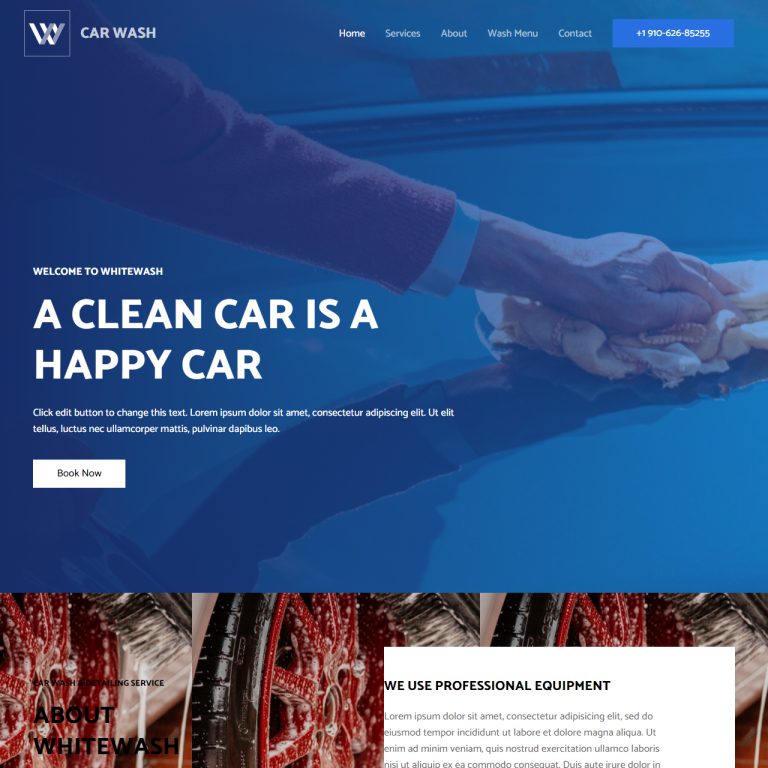 W CAR WASH
Home Services About Wash Menu Contact +1 910-626-85255
WELCOME TO WHITEWASH
A CLEAN CAR IS A
HAPPY CAR
Click edit button to change this text. Lorem ipsum dolor sit amet, consectetur adipiscing elit. Ut elit
tellus, luctus nec ullamcorper mattis, pulvinar dapibus leo.
Book Now
CAR WASH & DETAILING SERVICE
ABOUT
WHITEWASH
WE USE PROFESSIONAL EQUIPMENT
Lorem ipsum dolor sit amet, consectetur adipiscing elit, sed do
eiusmod tempor incididunt ut labore et dolore magna aliqua. Ut
enim ad minim veniam, quis nostrud exercitation ullamco laboris
nisi ut aliquip ex ea commodo consequat. Duis aute irure dolor in